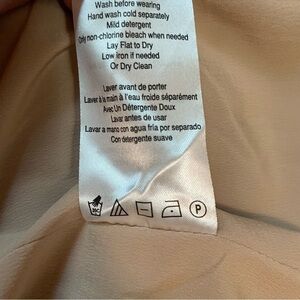 Wash before wearing
Hand wash cold separately
Mild detergent
Only non-chlorine bleach when needed
Lay Flat to Dry
Low iron if needed
Or Dry Clean
Laver avant de porter
Laver à la main à l'eau froide séparément
Avec Un Détergente Doux
Lavar antes de usar
Lavar a mano con agua fria por separado
Con detergente suave
P